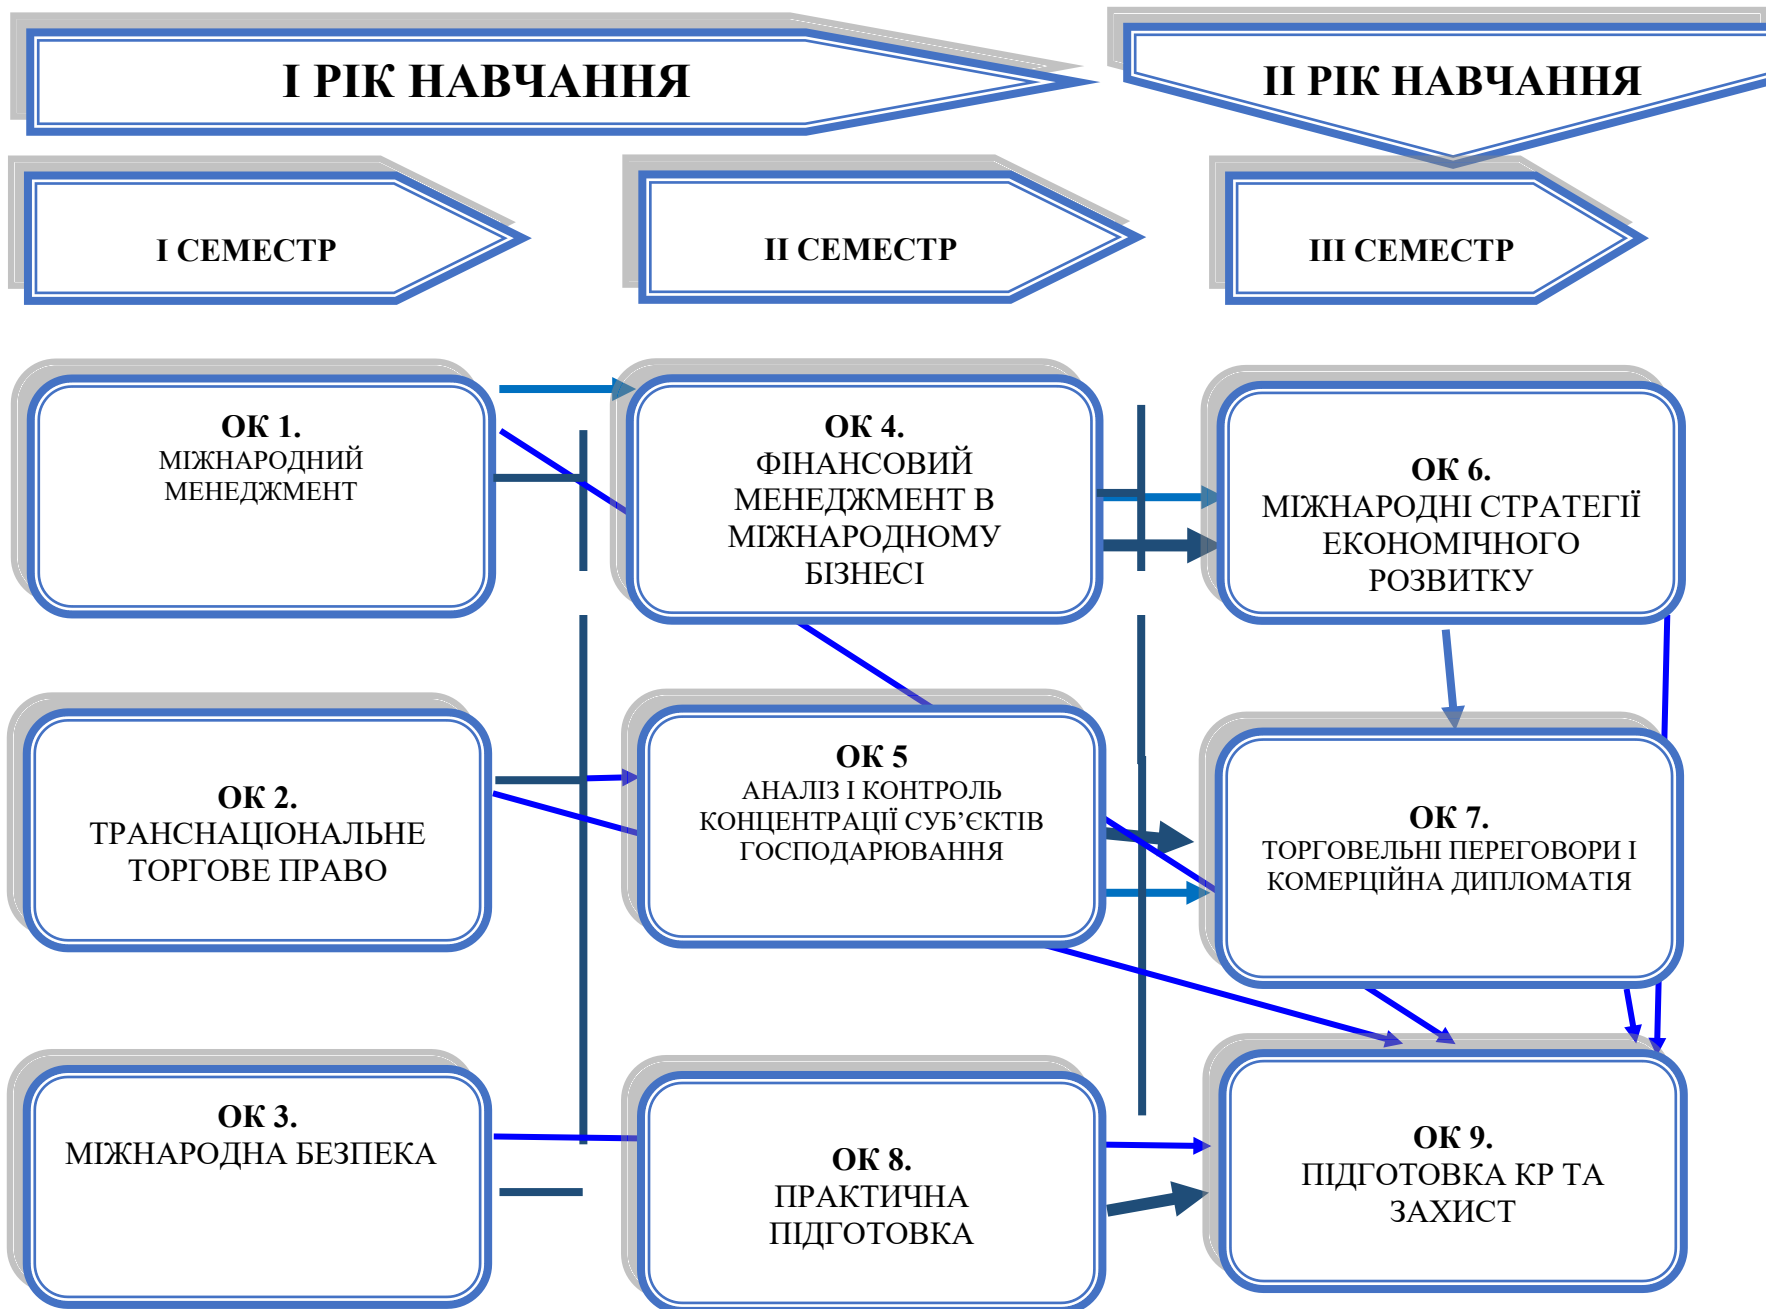 І РІК НАВЧАННЯ
ІІ РІК НАВЧАННЯ
І СЕМЕСТР
ІІ СЕМЕСТР
ІІІ СЕМЕСТР
ОК 1.
МІЖНАРОДНИЙ
МЕНЕДЖМЕНТ
ОК 4.
ФІНАНСОВИЙ
МЕНЕДЖМЕНТ В
МІЖНАРОДНОМУ
БІЗНЕСІ
ОК 6.
МІЖНАРОДНІ СТРАТЕГІЇ
ЕКОНОМІЧНОГО
РОЗВИТКУ
ОК 2.
ТРАНСНАЦІОНАЛЬНЕ
ТОРГОВЕ ПРАВО
ОК 5
АНАЛІЗ І КОНТРОЛЬ
КОНЦЕНТРАЦІЇ СУБ’ЄКТІВ
ГОСПОДАРЮВАННЯ
ОК 7.
ТОРГОВЕЛЬНІ ПЕРЕГОВОРИ І
КОМЕРЦІЙНА ДИПЛОМАТІЯ
ОК 3.
МІЖНАРОДНА БЕЗПЕКА
ОК 8.
ПРАКТИЧНА
ПІДГОТОВКА
ОК 9.
ПІДГОТОВКА КР ТА
ЗАХИСТ